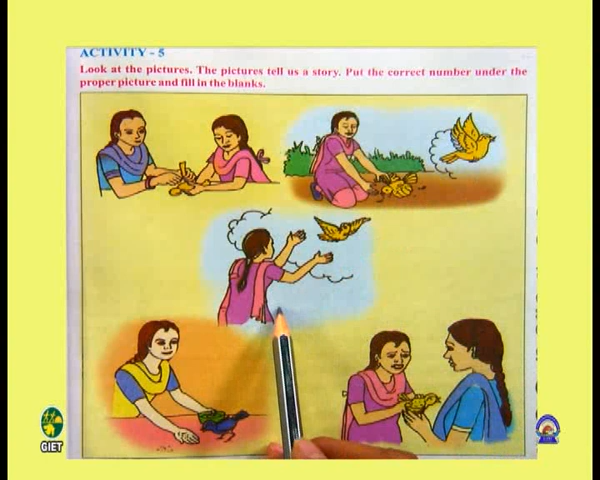 ACTIVITY - 5
Look at the pictures. The pictures tell us a story. Put the correct number under the
proper picture and fill in the blanks.
GIET